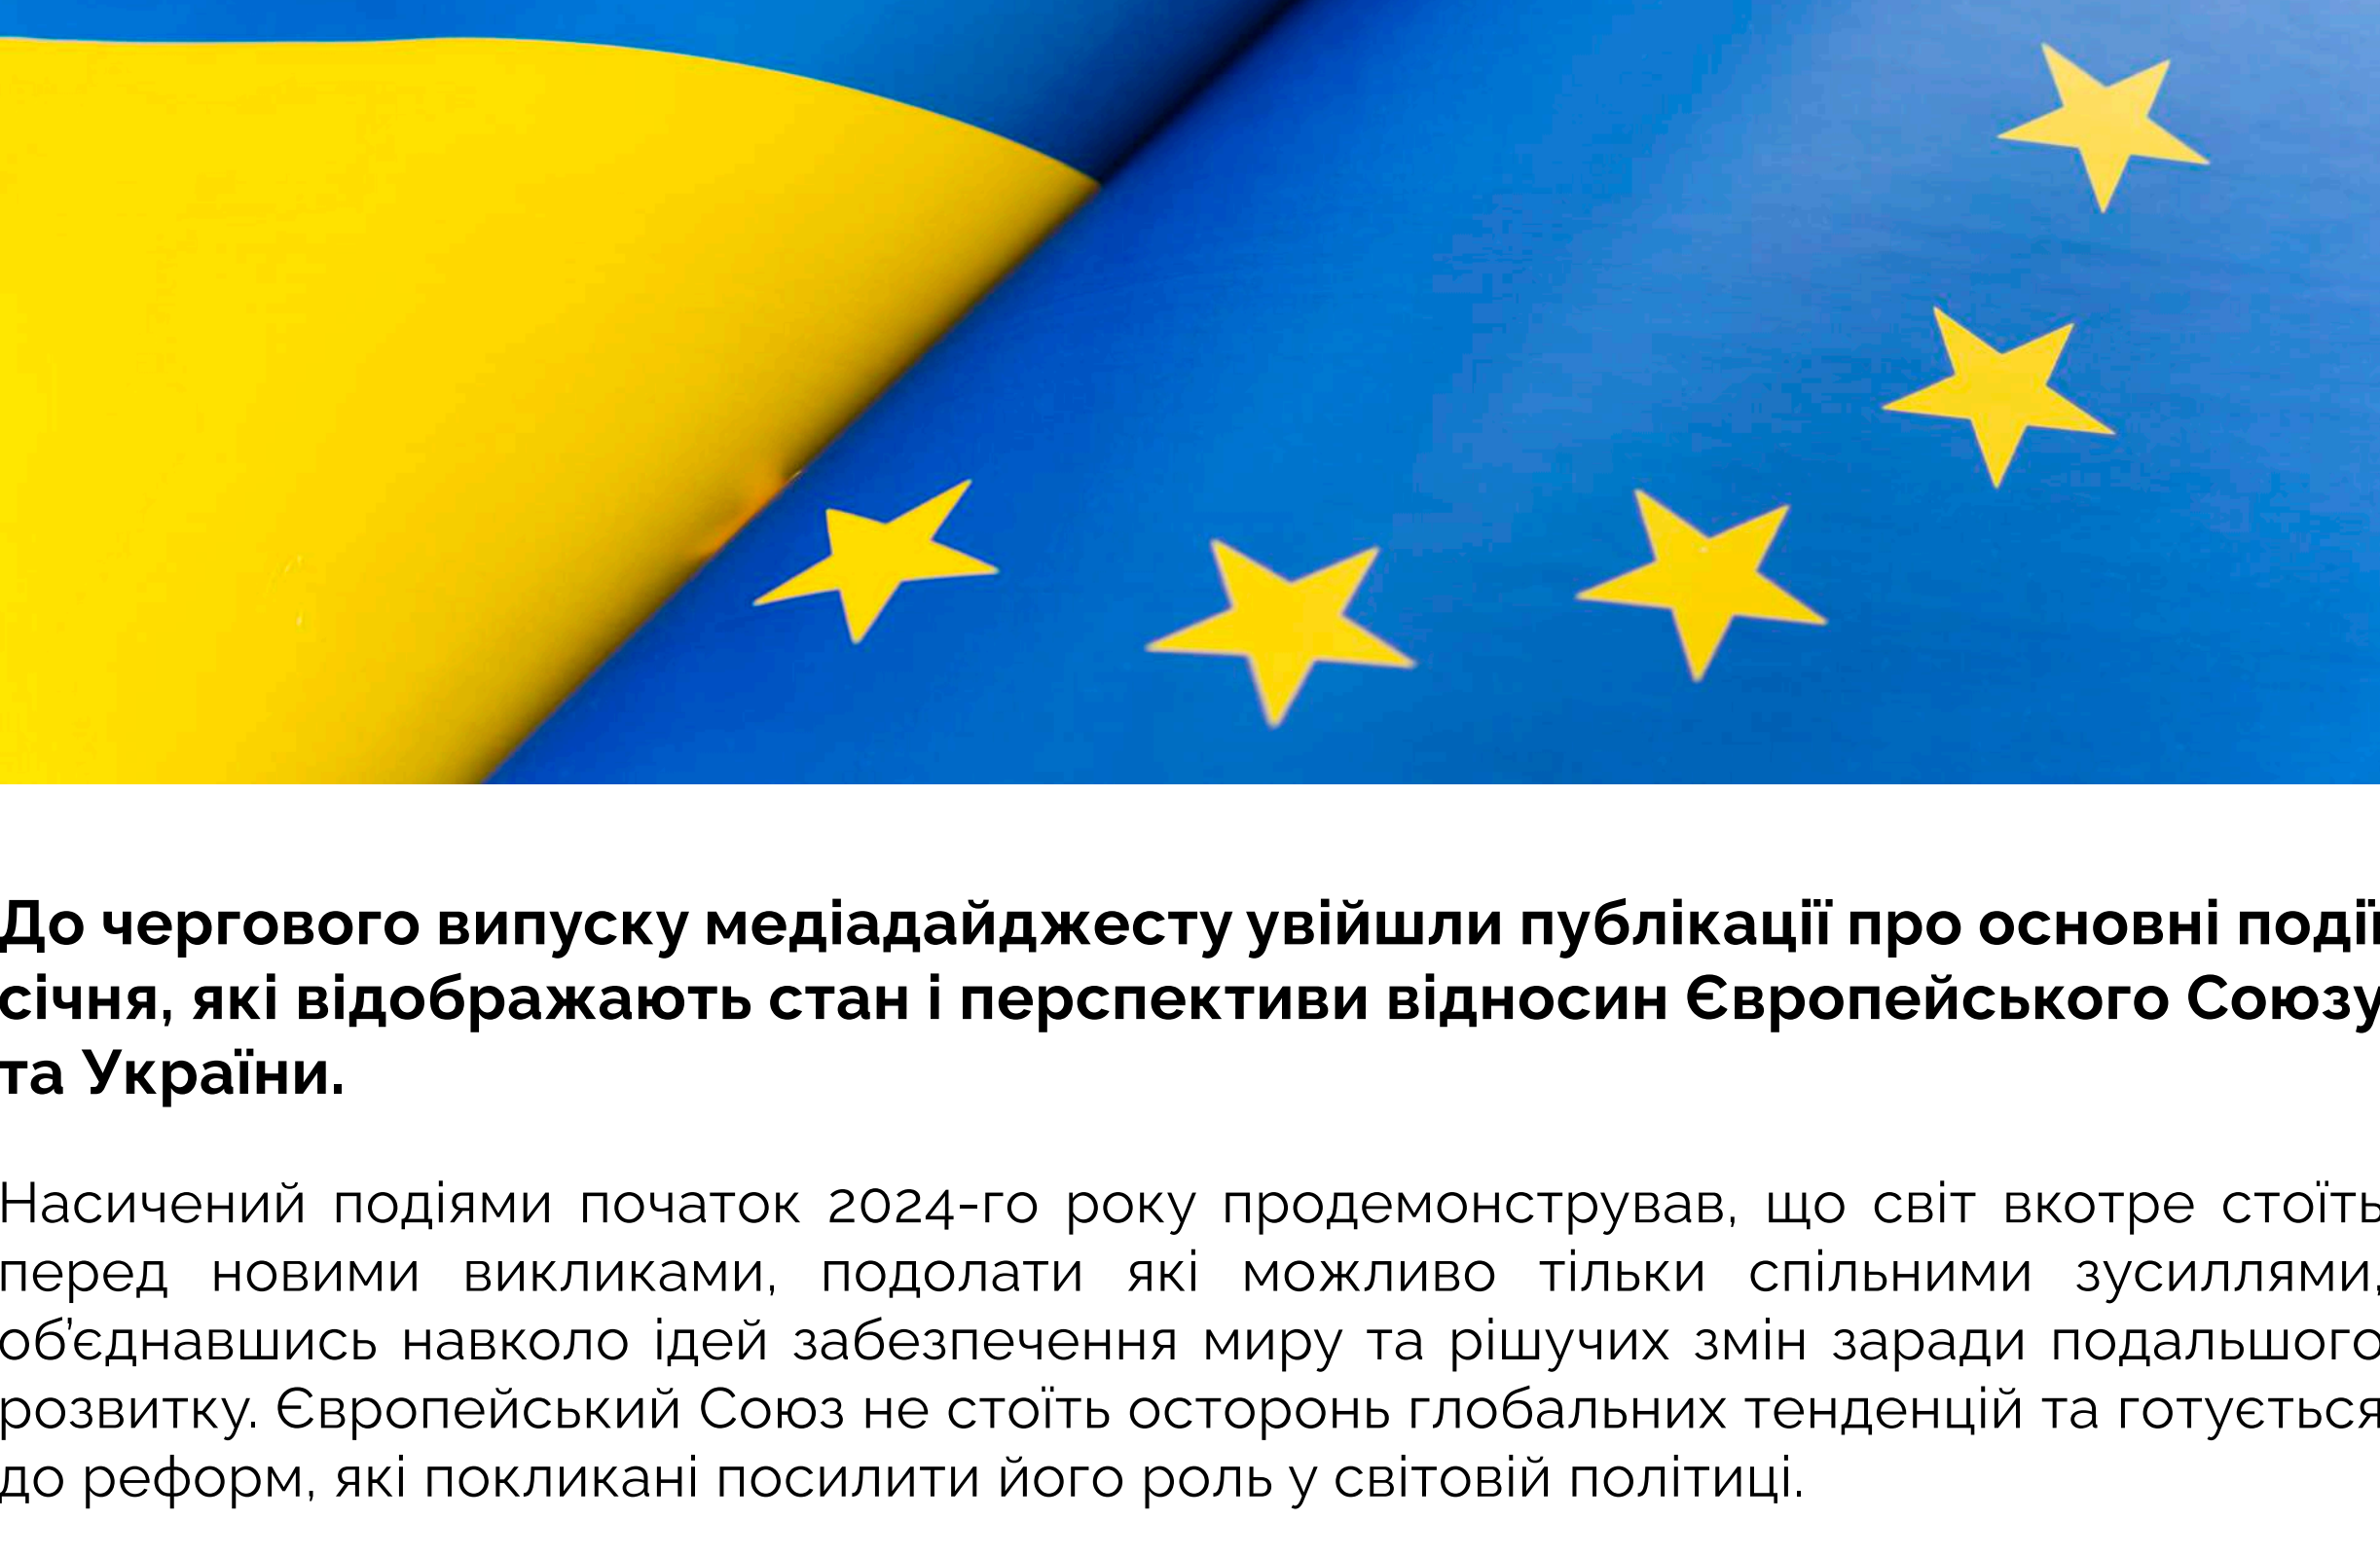 До чергового випуску медіадайджесту увійшли публікації про основні події
січня, які відображають стан і перспективи відносин Європейського Союзу
та України.
Насичений подіями початок 2024-го року продемонстрував, що світ вкотре стоїть
перед новими викликами, подолати які можливо тільки спільними зусиллями,
об'єднавшись навколо ідей забезпечення миру та рішучих змін заради подальшого
розвитку. Європейський Союз не стоїть осторонь глобальних тенденцій та готується
до реформ, які покликані посилити його роль у світовій політиці.